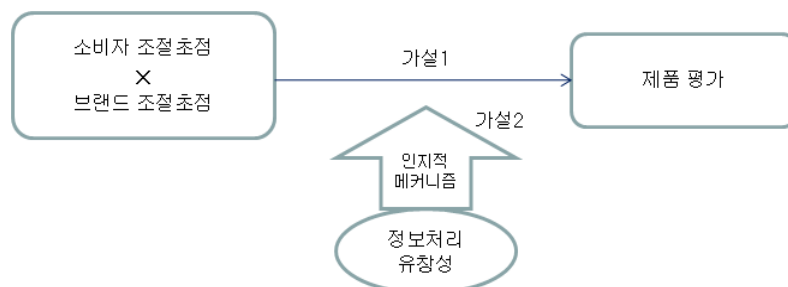 소비자 조절초점
×
브랜드 조절초점
가설1
제품 평가
가설2
인지적
메커니즘
정보처리
유창성